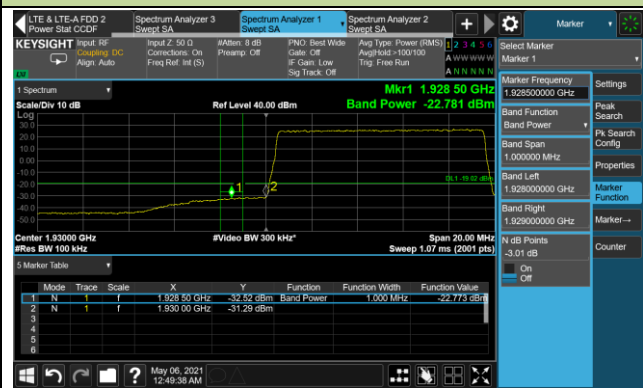 LTE & LTE-A FDD 2
Power Stat CCDF
Spectrum Analyzer 3
Swept SA
Spectrum Analyzer 1
Swept SA
Spectrum Analyzer 2
Swept SA
+
Marker
KEYSIGHT
Input: RF
Coupling: DC
Align: Auto
Input Z: 50 Ω
Corrections: On
Freq Ref: Int (S)
#Atten: 8 dB
Preamp: Off
PNO: Best Wide
Gate: Off
IF Gain: Low
Sig Track: Off
Avg Type: Power (RMS)
Avg|Hold:>100/100
Trig: Free Run
1 2 3 4 5 6
A W W W W W
A N N N N N
LXI
Select Marker
Marker 1
1 Spectrum
Scale/Div 10 dB
Ref Level 40.00 dBm
Mkr1 1.928 50 GHz
Band Power -22.781 dBm
Log
30.0
20.0
10.0
0.00
-10.0
-20.0
-30.0
-40.0
-50.0
1
2
Center 1.93000 GHz
#Res BW 100 kHz
#Video BW 300 kHz*
Span 20.00 MHz
Sweep 1.07 ms (2001 pts)
5 Marker Table
Mode Trace Scale X Y Function Function Width Function Value
1 N 1 f 1.928 50 GHz -32.52 dBm Band Power 1.000 MHz -22.773 dBm
2 N 1 f 1.930 00 GHz -31.29 dBm
3
4
5
6
Marker Frequency
1.928500000 GHz
Band Function
Band Power
Band Span
1.000000 MHz
Band Left
1.928000000 GHz
Band Right
1.929000000 GHz
N dB Points
-3.01 dB
On
Off
Settings
Peak
Search
Pk Search
Config
Properties
Marker
Function
Marker→
Counter
?
May 06, 2021
12:49:38 AM